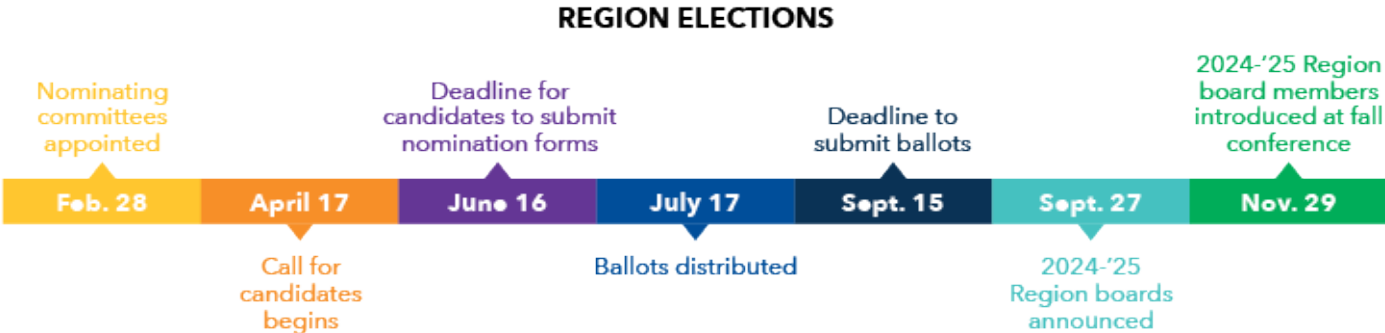 REGION ELECTIONS
Nominating
committees
appointed
Deadline for
candidates to submit
nomination forms
Deadline to
submit ballots
2024-’25 Region
board members
introduced at fall
conference
Feb. 28
April 17
June 16
July 17
Sept. 15
Sept. 27
Nov. 29
Call for
candidates
begins
Ballots distributed
2024-’25
Region boards
announced